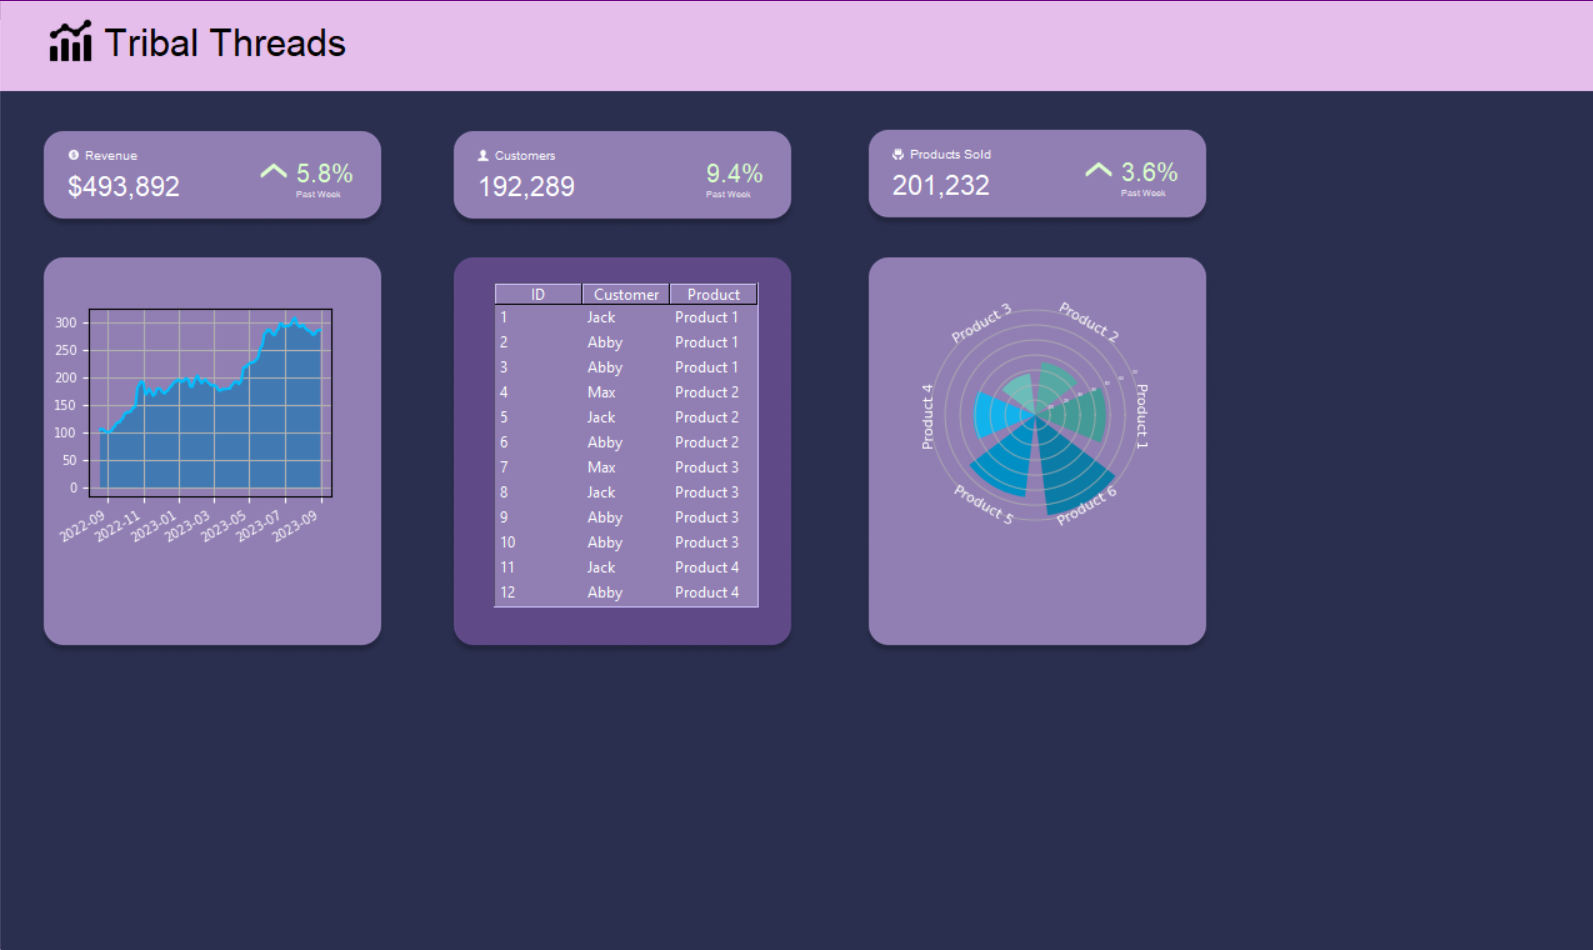 Tribal Threads
Revenue
$493,892
5.8%
Past Week
Customers
192,289
9.4%
Past Week
Products Sold
201,232
3.6%
Past Week
300
250
200
150
100
50
0
2022-09
2022-11
2023-01
2023-03
2023-05
2023-07
2023-09
ID Customer Product
1 Jack Product 1
2 Abby Product 1
3 Abby Product 1
4 Max Product 2
5 Jack Product 2
6 Abby Product 2
7 Max Product 3
8 Jack Product 3
9 Abby Product 3
10 Abby Product 3
11 Jack Product 4
12 Abby Product 4
Product 3
Product 2
Product 4
Product 1
Product 5
Product 6